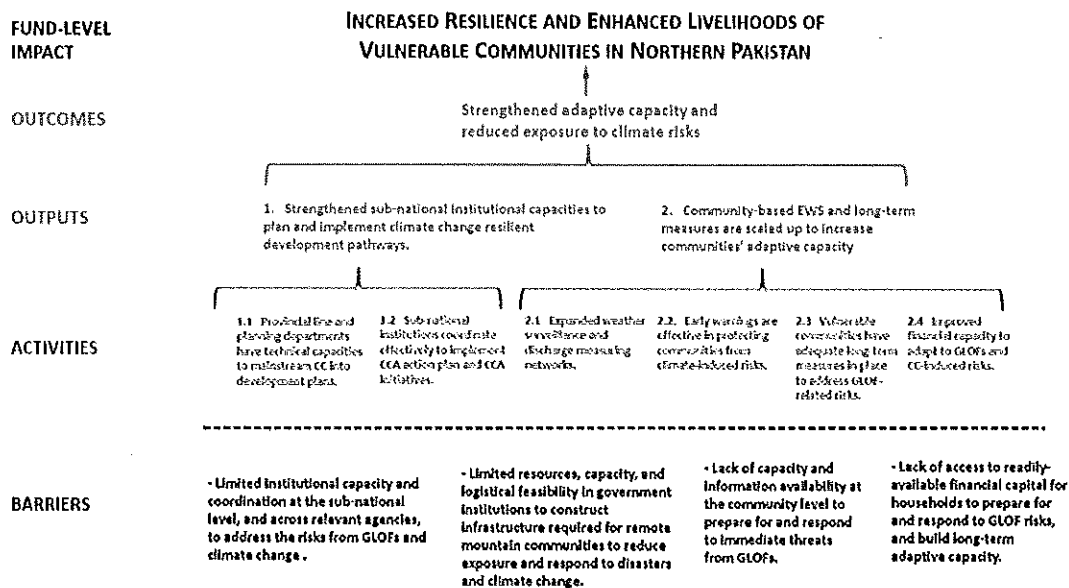 FUND-LEVEL
IMPACT
INCREASED RESILIENCE AND ENHANCED LIVELIHOODS OF
VULNERABLE COMMUNITIES IN NORTHERN PAKISTAN
OUTCOMES
Strengthened adaptive capacity and
reduced exposure to climate risks
OUTPUTS
1. Strengthened sub-national institutional capacities to
plan and implement climate change resilient
development pathways.
2. Community-based EWS and long-term
measures are scaled up to increase
communities' adaptive capacity
ACTIVITIES
1.1 Provincial line and
planning departments
have technical capacities
to mainstream CC into
development plans.
1.2 Sub-national
institutions coordinate
effectively to implement
CCA action plan and CCA
initiatives.
2.1 Expanded weather
surveillance and
discharge measuring
networks.
2.2. Early warnings are
effective in protecting
communities from
climate-induced risks.
2.3 Vulnerable
communities have
adequate long-term
measures in place
to address GLOF-
related risks.
2.4 Improved
financial capacity to
adapt to GLOFs and
CC-induced risks.
BARRIERS
- Limited institutional capacity and
coordination at the sub-national
level, and across relevant agencies,
to address the risks from GLOFs and
climate change .
- Limited resources, capacity, and
logistical feasibility in government
institutions to construct
infrastructure required for remote
mountain communities to reduce
exposure and respond to disasters
and climate change.
- Lack of capacity and
information availability at
the community level to
prepare for and respond
to immediate threats
from GLOFs.
- Lack of access to readily-
available financial capital for
households to prepare for
and respond to GLOF risks,
and build long-term
adaptive capacity.